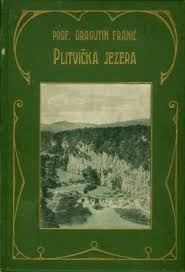 PROF. DRAGUTIN FRANIĆ
PLITVIČKA JEZERA